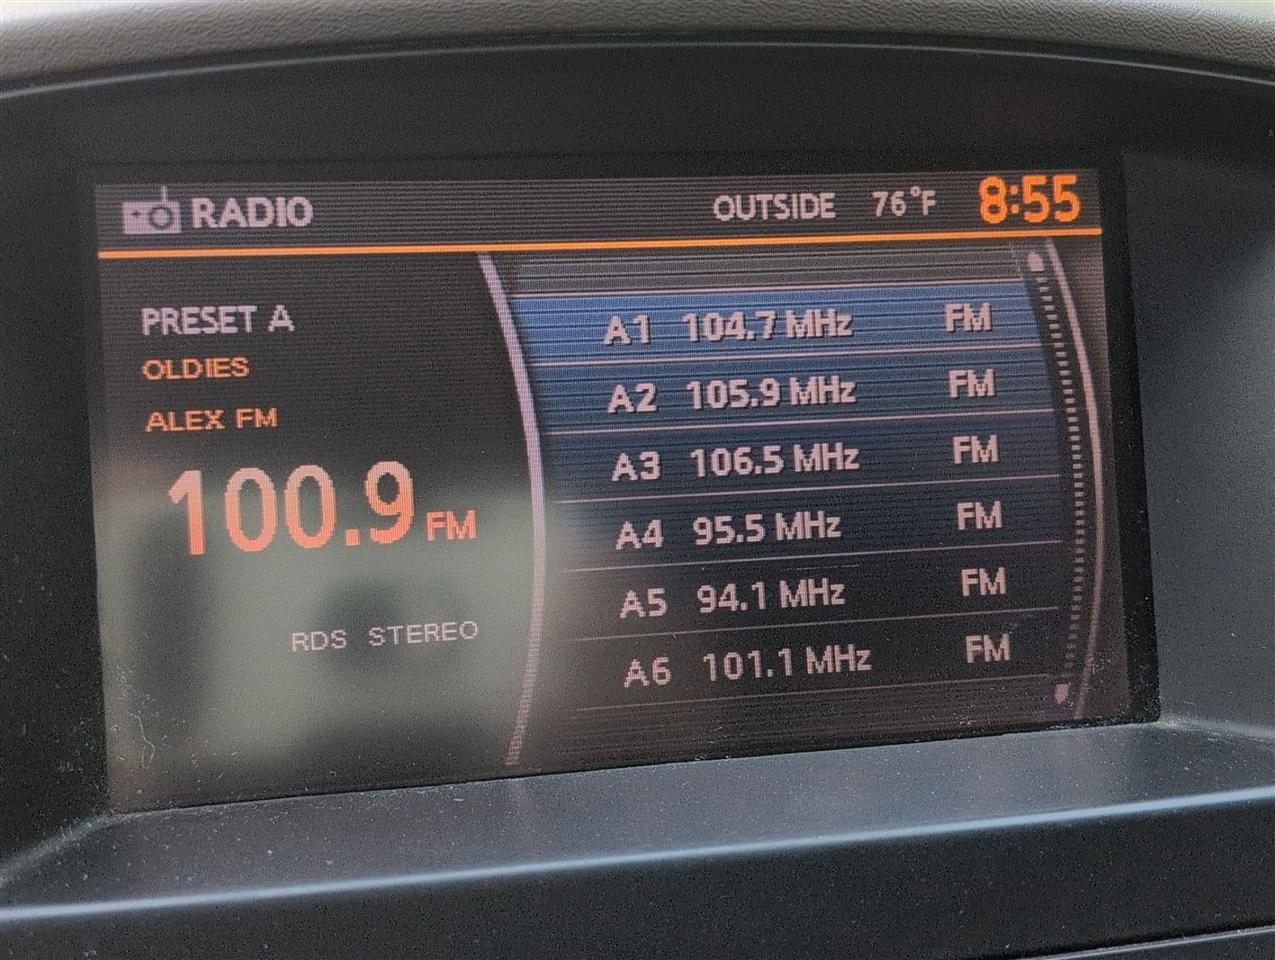 RADIO OUTSIDE 76°F 8:55
PRESET A
OLDIES
ALEX FM
100.9 FM
RDS STEREO
A1 104.7 MHz FM
A2 105.9 MHz FM
A3 106.5 MHz FM
A4 95.5 MHz FM
A5 94.1 MHz FM
A6 101.1 MHz FM